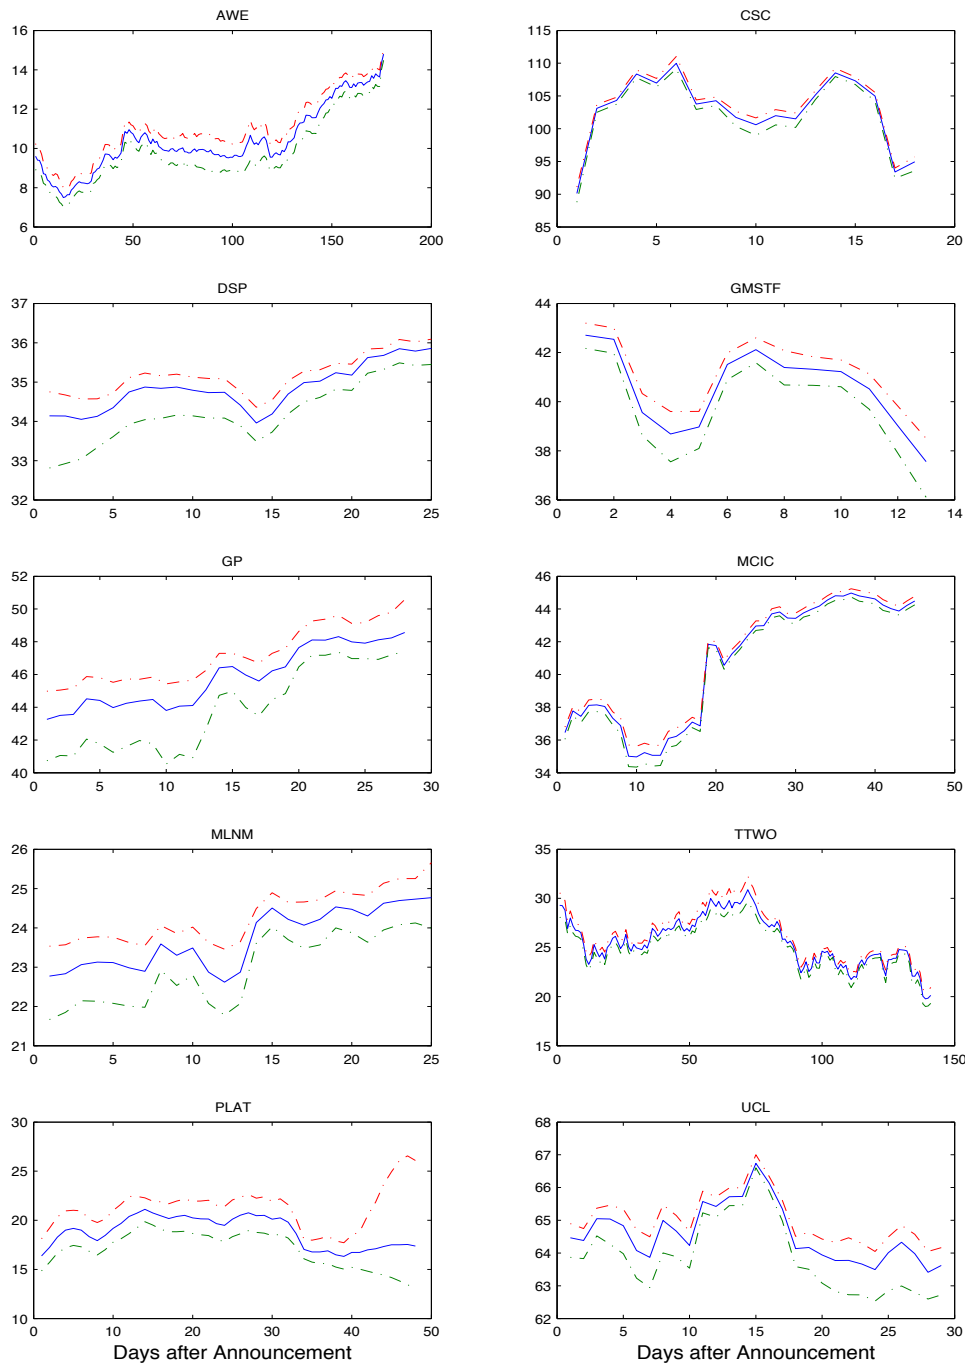 AWE
16
14
12
10
8
6
0 50 100 150 200
CSC
115
110
105
100
95
90
85
0 5 10 15 20
DSP
37
36
35
34
33
32
0 5 10 15 20 25
GMSTF
44
42
40
38
36
0 2 4 6 8 10 12 14
GP
52
50
48
46
44
42
40
0 5 10 15 20 25 30
MCIC
46
44
42
40
38
36
34
0 10 20 30 40 50
MLNM
26
25
24
23
22
21
0 5 10 15 20 25
TTWO
35
30
25
20
15
0 50 100 150
PLAT
30
25
20
15
10
0 10 20 30 40 50
Days after Announcement
UCL
68
67
66
65
64
63
62
0 5 10 15 20 25 30
Days after Announcement